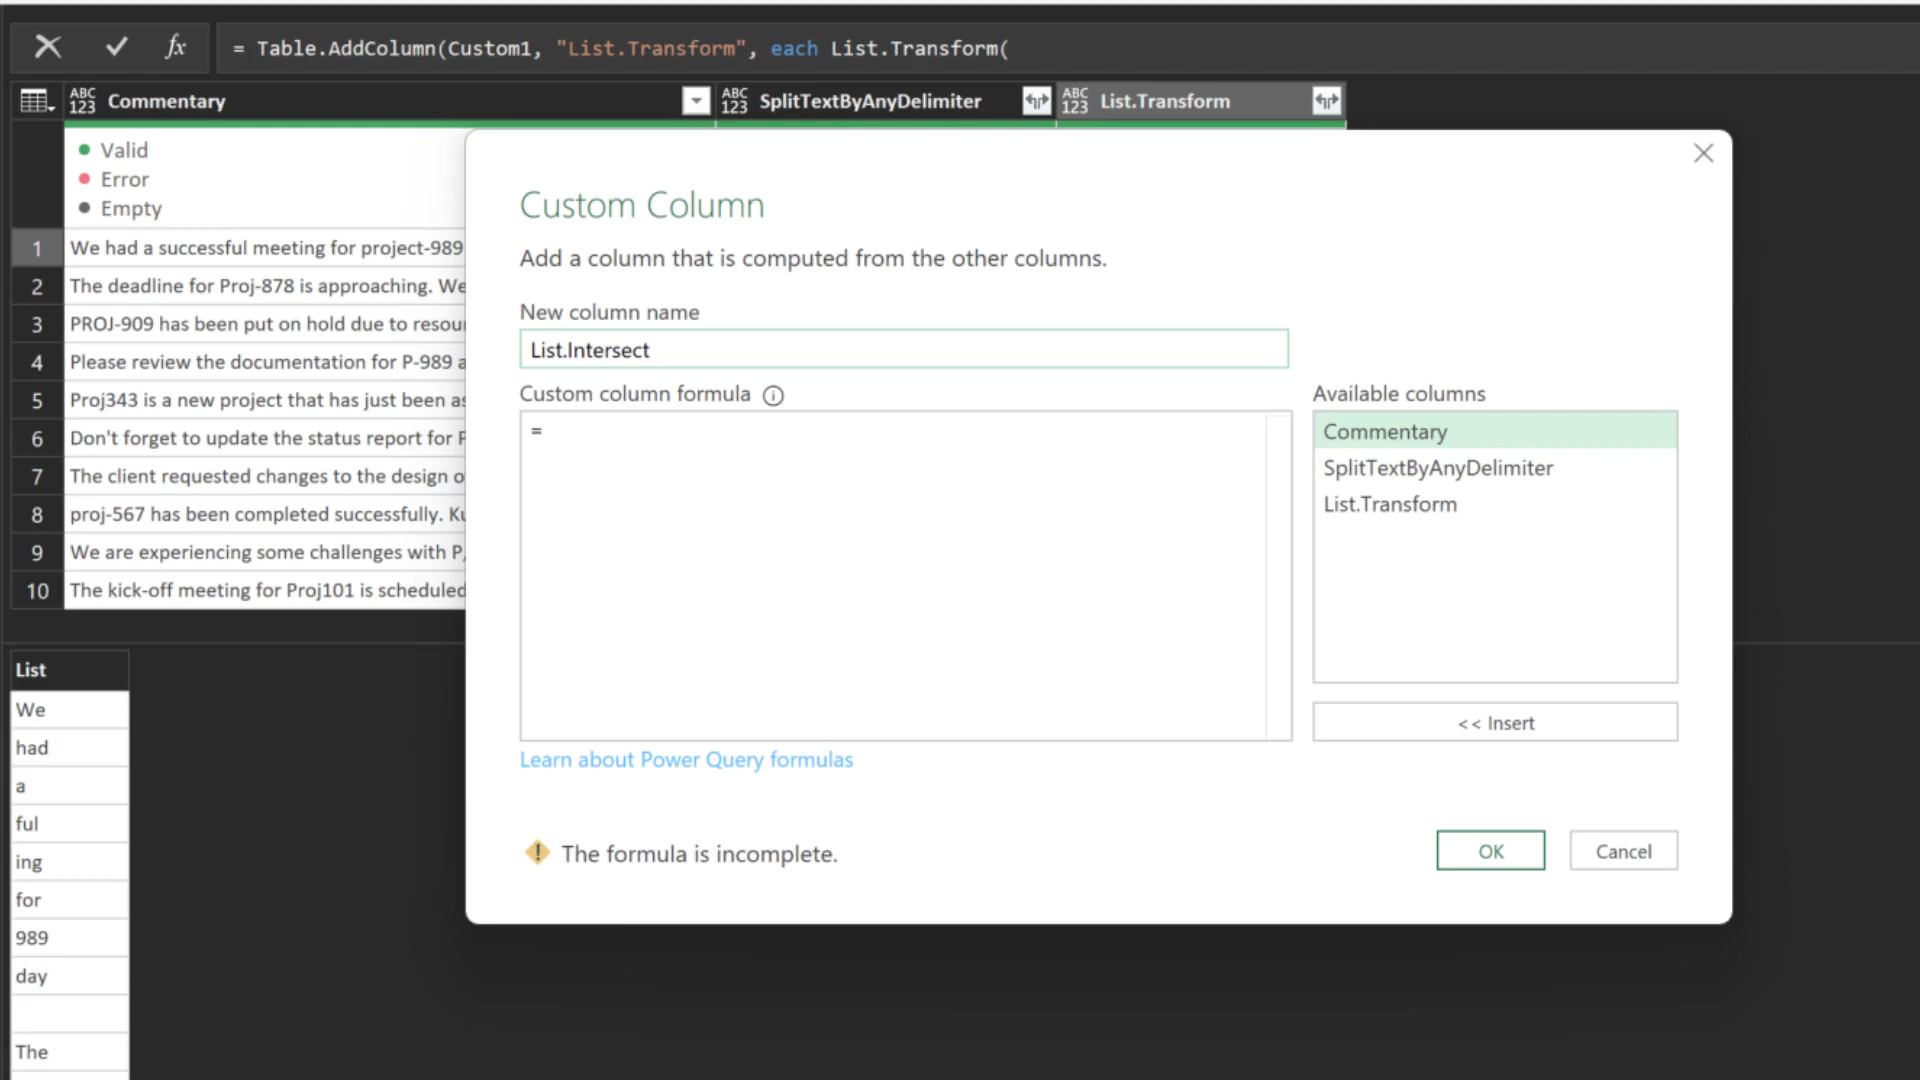 fx = Table.AddColumn(Custom1, "List.Transform", each List.Transform(
ABC 123 Commentary ABC 123 SplitTextByAnyDelimiter ABC 123 List.Transform
Valid
Error
Empty
1 We had a successful meeting for project-989
2 The deadline for Proj-878 is approaching. We
3 PROJ-909 has been put on hold due to
4 Please review the documentation for P-989
5 Proj343 is a new project that has just been
6 Don't forget to update the status report for
7 The client requested changes to the design
8 proj-567 has been completed successfully.
9 We are experiencing some challenges with
10 The kick-off meeting for Proj101 is scheduled
Custom Column
Add a column that is computed from the other columns.
New column name
List.Intersect
Custom column formula
=
Available columns
Commentary
SplitTextByAnyDelimiter
List.Transform
<< Insert
Learn about Power Query formulas
The formula is incomplete.
OK Cancel
List
We
had
a
ful
ing
for
989
day
The